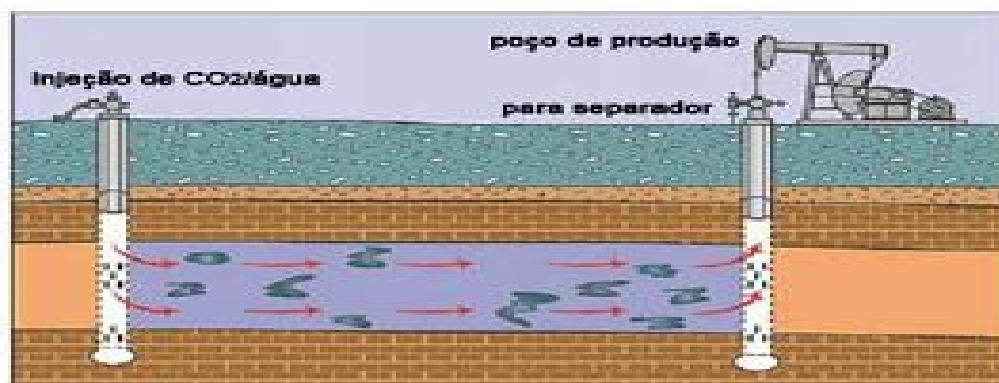 poço de produção
injeção de CO2/água
para separador